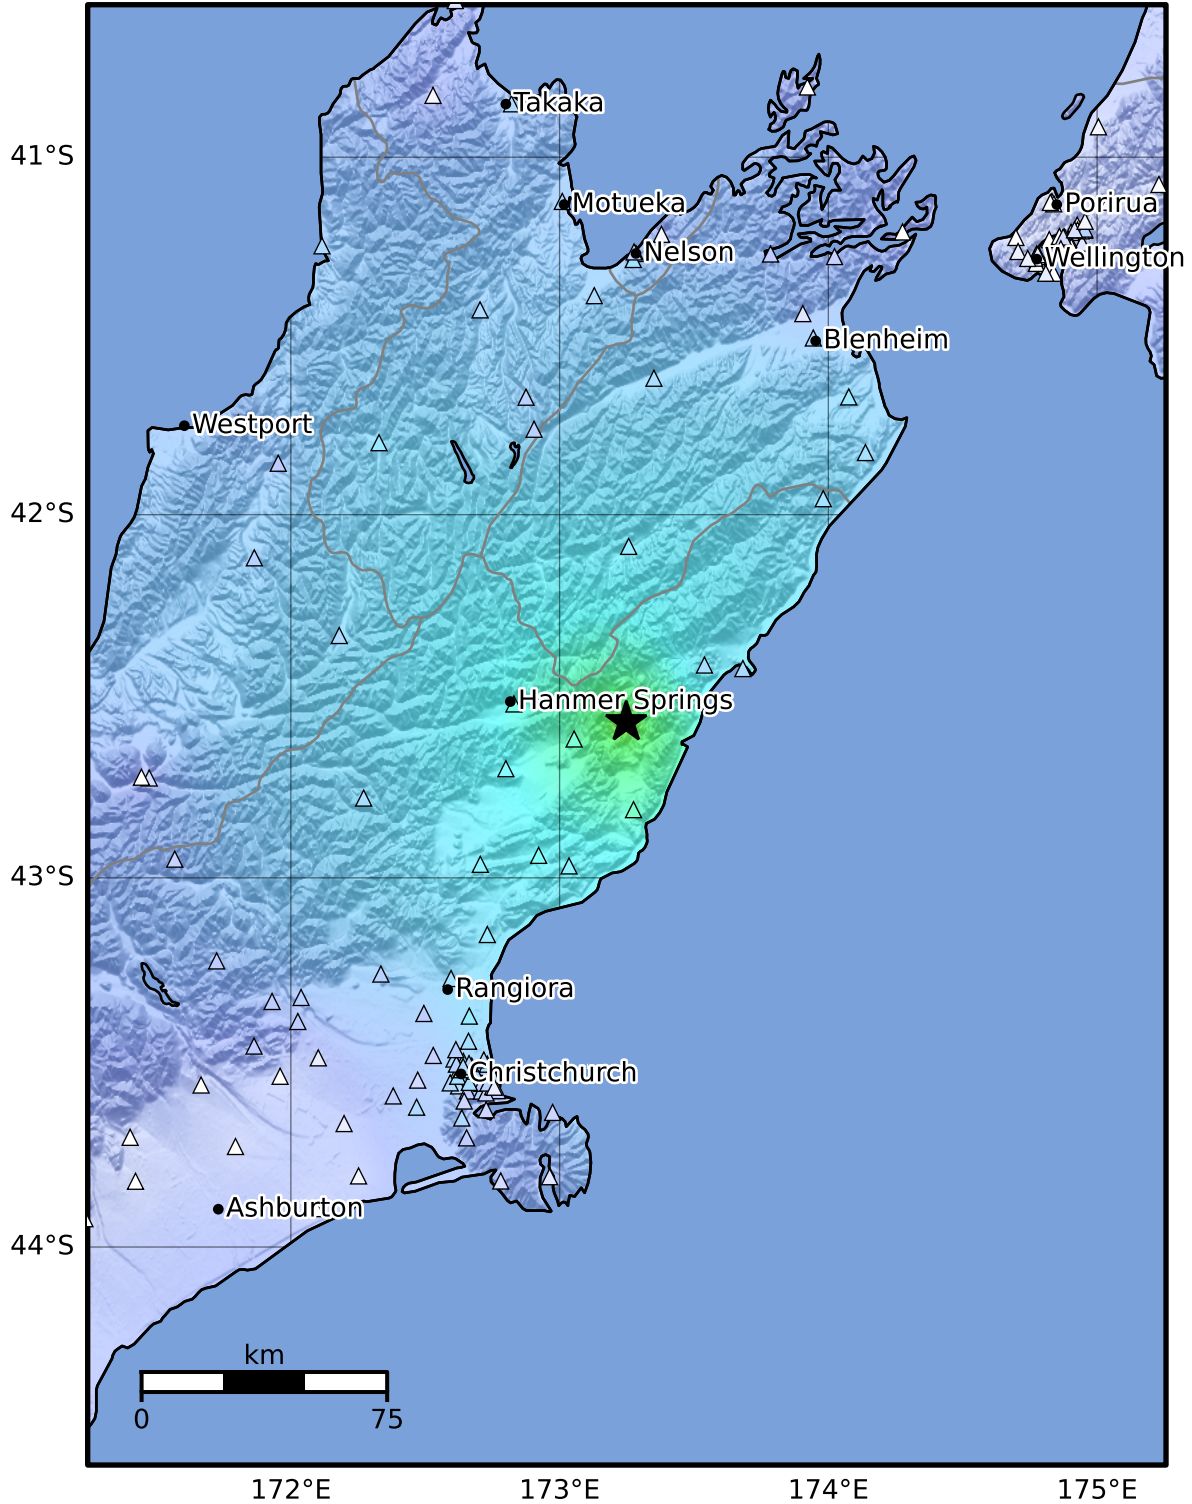 Takaka
41°S
Motueka
Porirua
Nelson
Wellington
Blenheim
Westport
42°S
Hanmer Springs
43°S
Rangiora
Christchurch
Ashburton
44°S
km
0
75
172°E
173°E
174°E
175°E